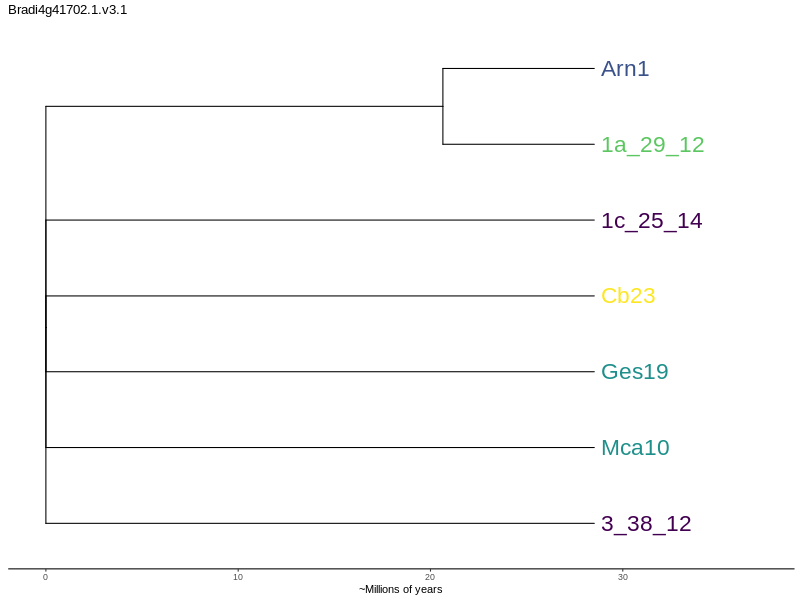 Bradi4g41702.1.v3.1
Arn1
1a_29_12
1c_25_14
Cb23
Ges19
Mca10
3_38_12
0 10 20 30
~Millions of years